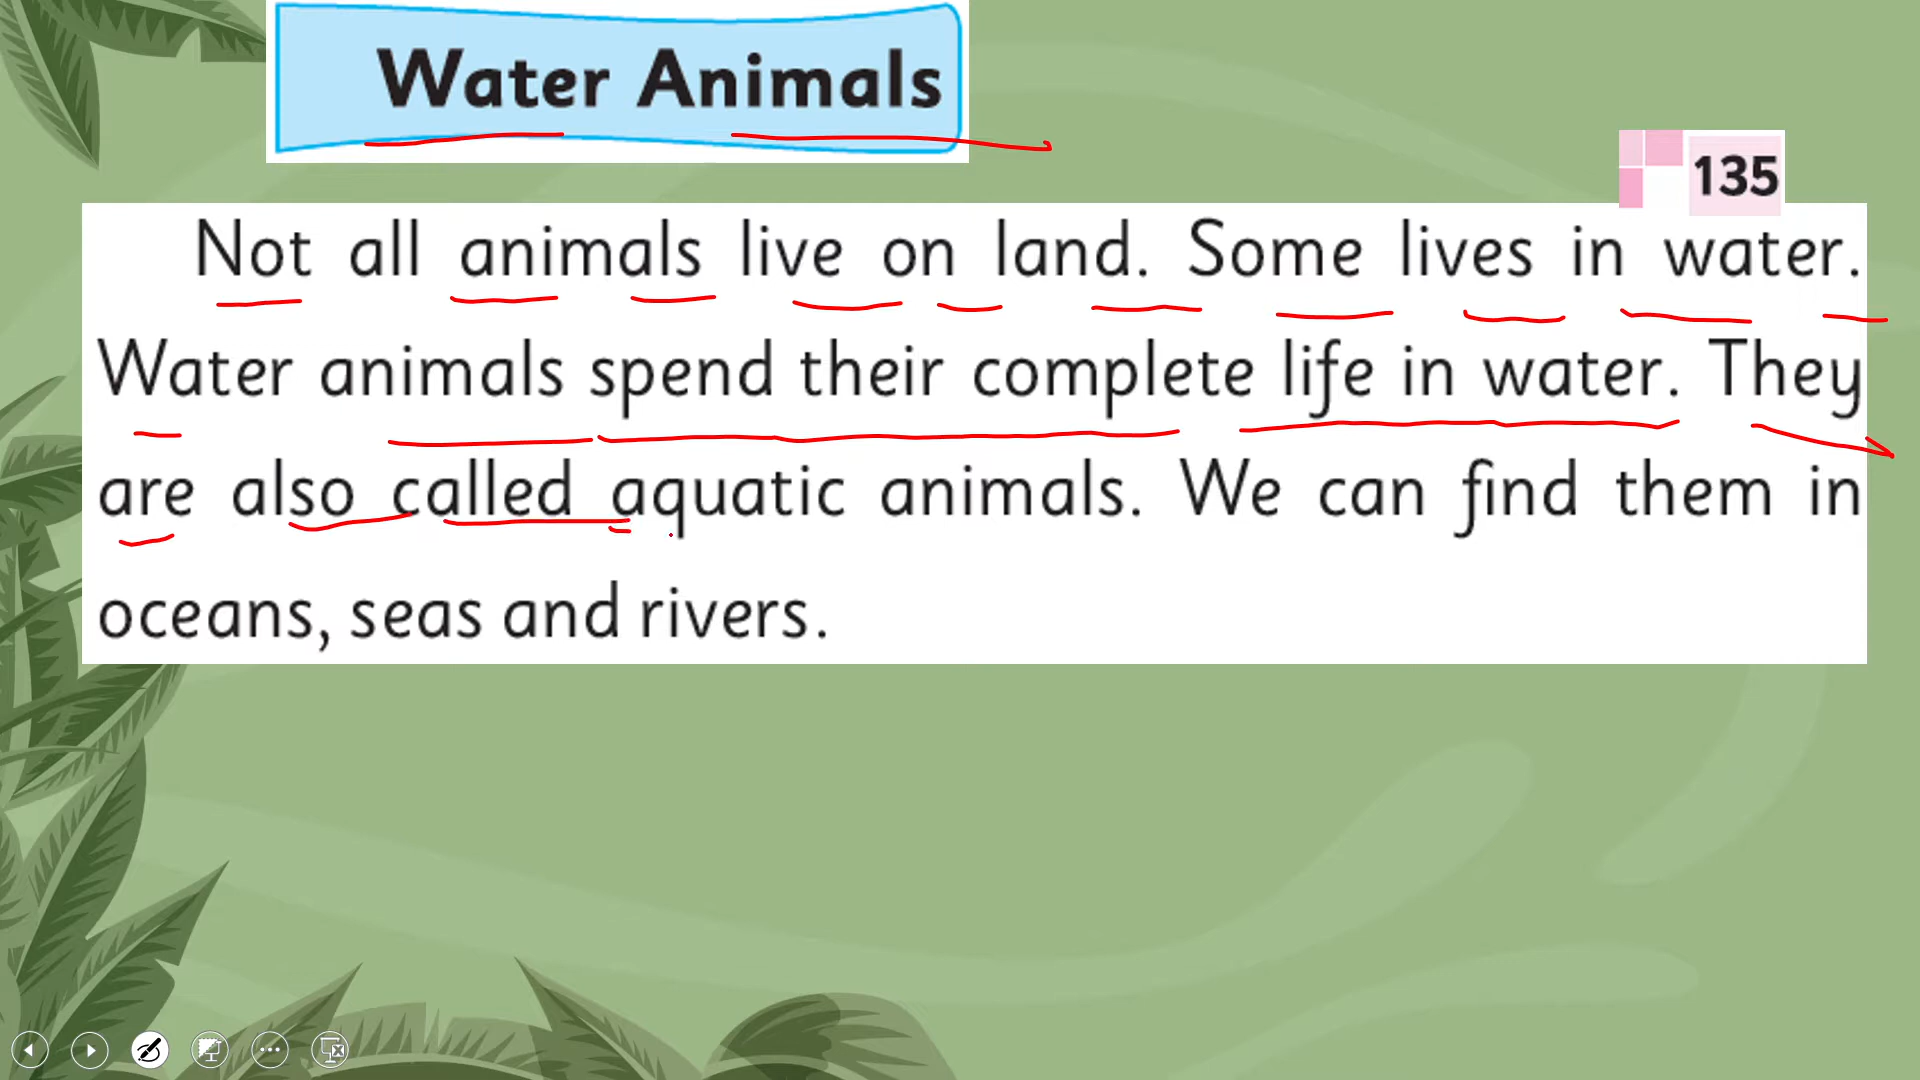 Water Animals
135
Not all animals live on land. Some lives in water.
Water animals spend their complete life in water. They
are also called aquatic animals. We can find them in
oceans, seas and rivers.